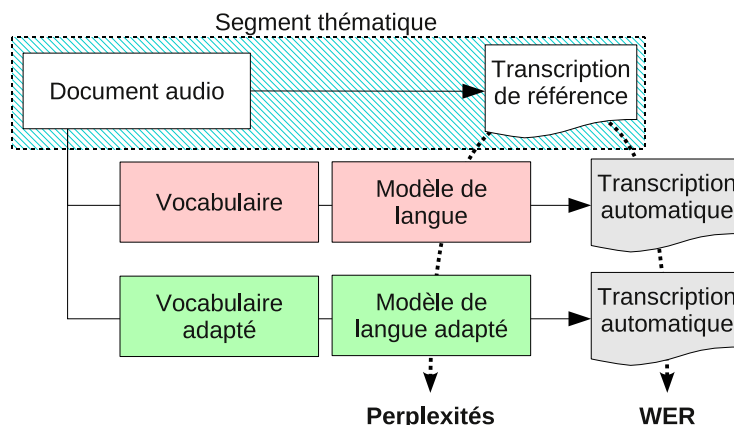 Segment thématique
Document audio
Transcription
de référence
Vocabulaire
Modèle de
langue
Transcription
automatique
Vocabulaire
adapté
Modèle de
langue adapté
Transcription
automatique
Perplexités
WER